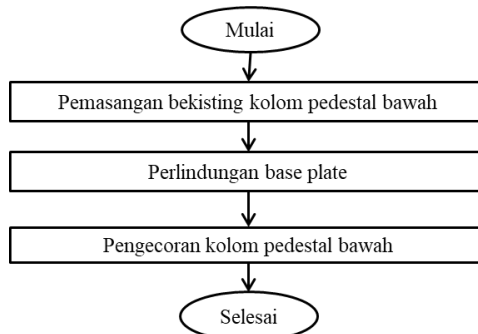 Mulai
Pemasangan bekisting kolom pedestal bawah
Perlindungan base plate
Pengecoran kolom pedestal bawah
Selesai